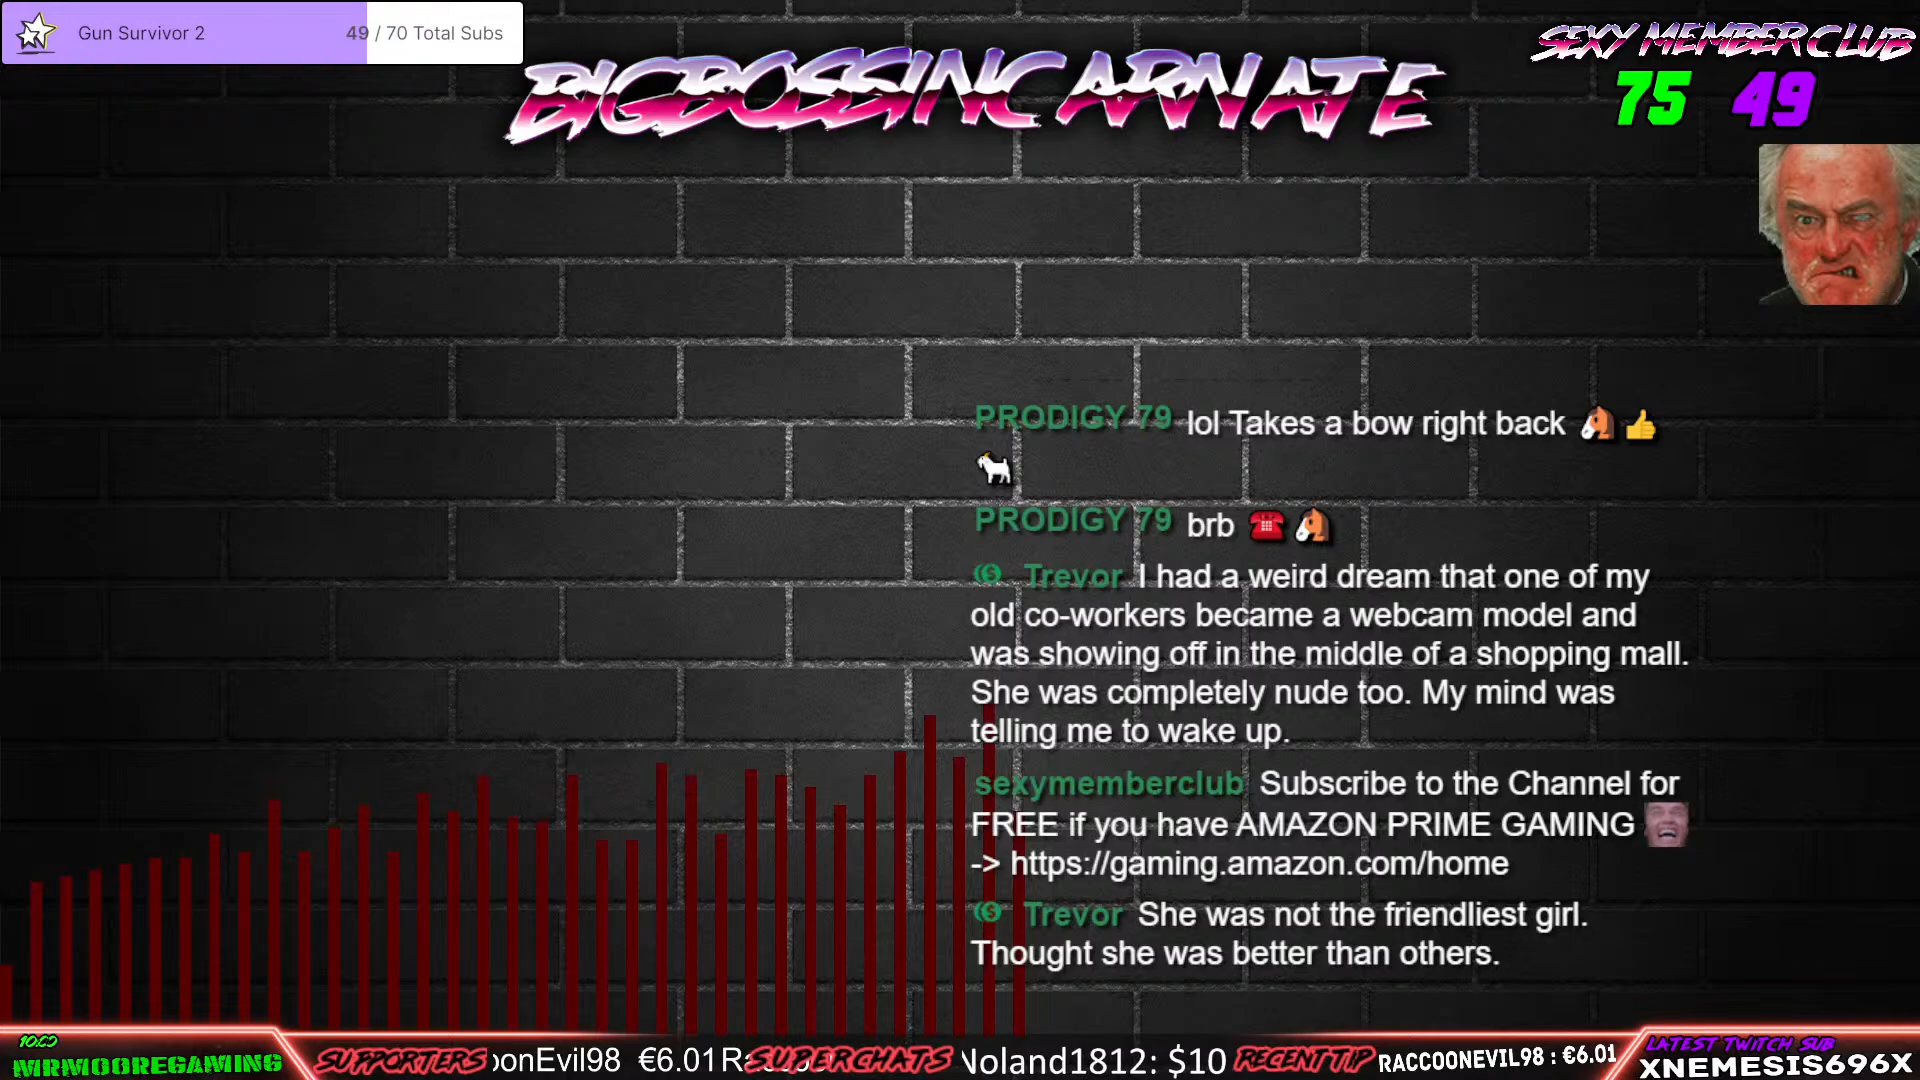 Gun Survivor 2
49 / 70 Total Subs
BIGBOSSINCARNATE
SEXY MEMBER CLUB
75 49
PRODIGY 79 lol Takes a bow right back 🐴👍
🐐
PRODIGY 79 brb ☎️🐴
Trevor I had a weird dream that one of my
old co-workers became a webcam model and
was showing off in the middle of a shopping mall.
She was completely nude too. My mind was
telling me to wake up.
sexymemberclub Subscribe to the Channel for
FREE if you have AMAZON PRIME GAMING
-> https://gaming.amazon.com/home
Trevor She was not the friendliest girl.
Thought she was better than others.
MRMOOREGAMING
SUPPORTERS
oonEvil98 €6.01
SUPERCHATS
Noland1812: $10
RECENT TIP
RACCOONEVIL98 : €6.01
LATEST TWITCH SUB
XNEMESIS696X